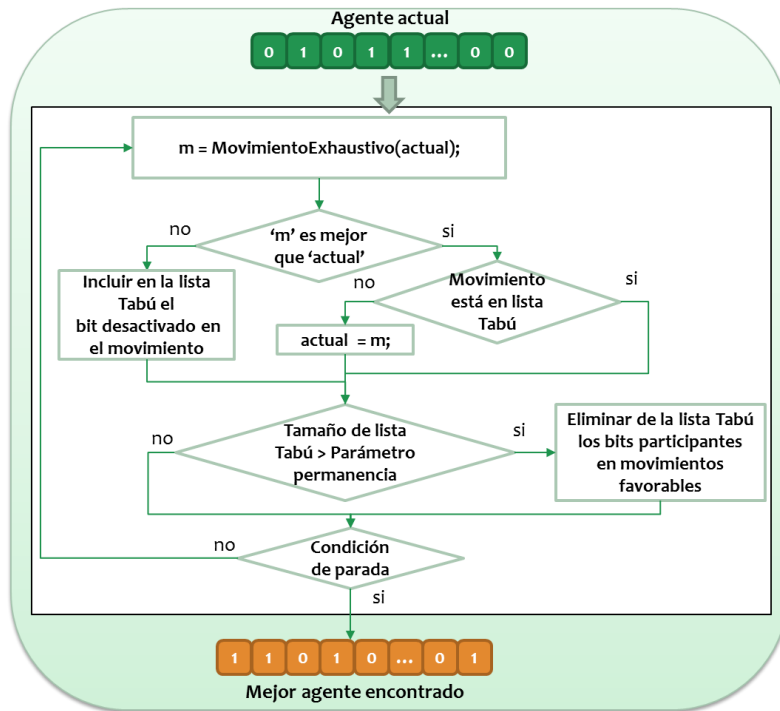 Agente actual
0 1 0 1 1 ... 0 0
m = MovimientoExhaustivo(actual);
no
‘m’ es mejor
que ‘actual’
si
Incluir en la lista
Tabú el
bit desactivado en
el movimiento
no
Movimiento
está en lista
Tabú
si
actual = m;
no
Tamaño de lista
Tabú > Parámetro
permanencia
si
Eliminar de la lista Tabú
los bits participantes
en movimientos
favorables
no
Condición
de parada
si
1 1 0 1 0 ... 0 1
Mejor agente encontrado